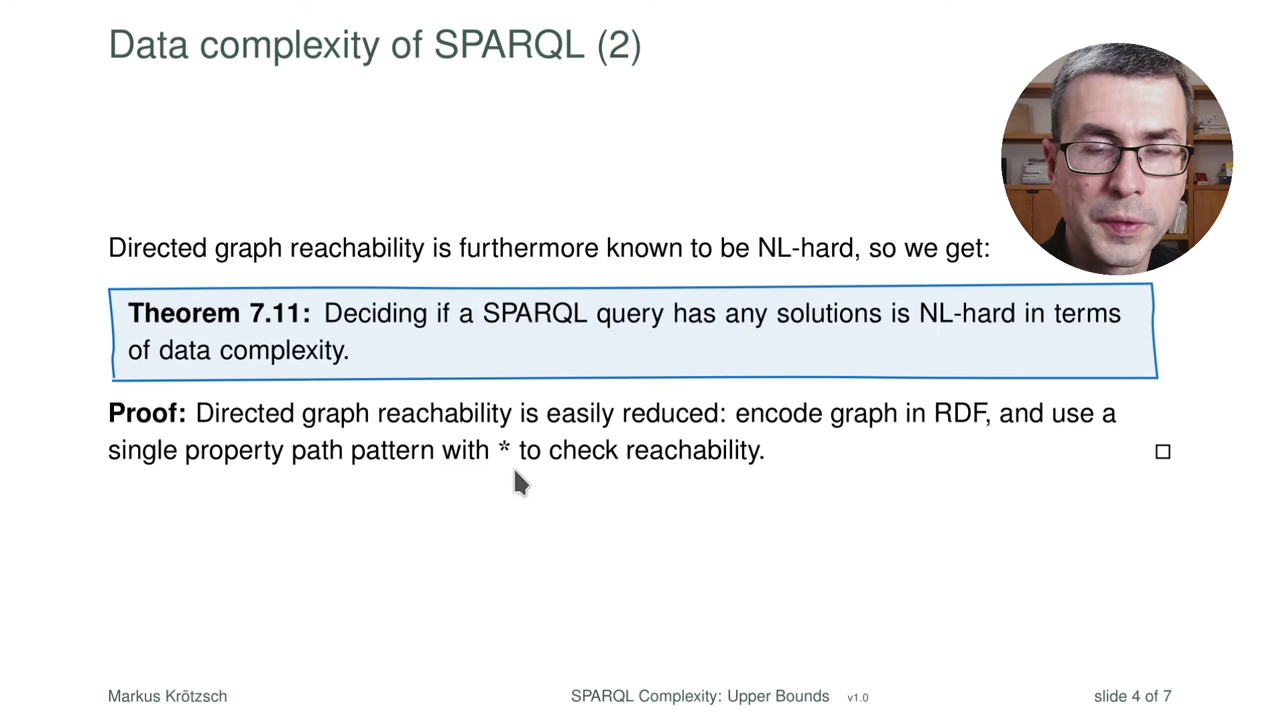 Data complexity of SPARQL (2)
Directed graph reachability is furthermore known to be NL-hard, so we get:
Theorem 7.11: Deciding if a SPARQL query has any solutions is NL-hard in terms
of data complexity.
Proof: Directed graph reachability is easily reduced: encode graph in RDF, and use a
single property path pattern with * to check reachability. □
Markus Krötzsch SPARQL Complexity: Upper Bounds v1.0 slide 4 of 7